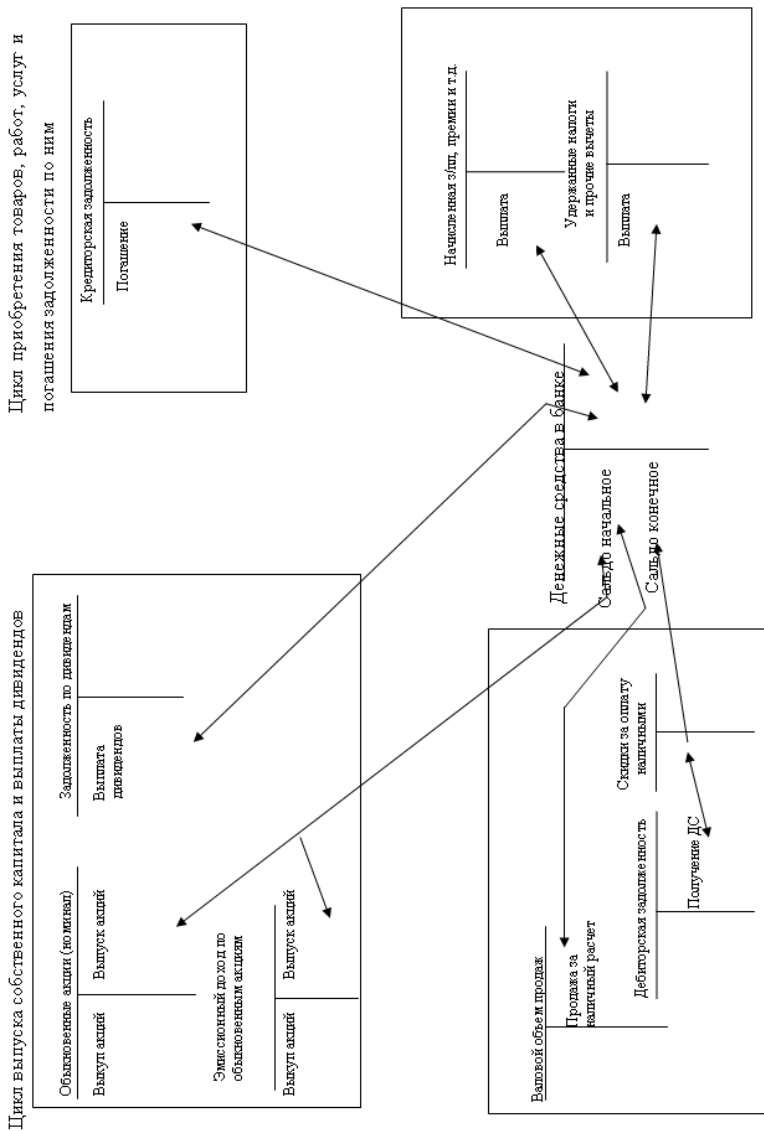 Цикл выпуска собственного капитала и выплаты дивидендов
Обыкновенные акции (номинал)
Выкуп акций
Выпуск акций
Эмиссионный доход по
обыкновенным акциям
Выкуп акций
Выпуск акций
Задолженность по дивидендам
Выплата
дивидендов
Цикл приобретения товаров, работ, услуг и
погашения задолженности по ним
Кредиторская задолженность
Погашение
Валовой объем продаж
Продажа за
наличный расчет
Дебиторская задолженность
Получение ДС
Скидки за оплату
наличными
Денежные средства в банке
Сальдо начальное
Сальдо конечное
Начисленная з/пл, премии и т.д.
Выплата
Удержанные налоги
и прочие вычеты
Выплата